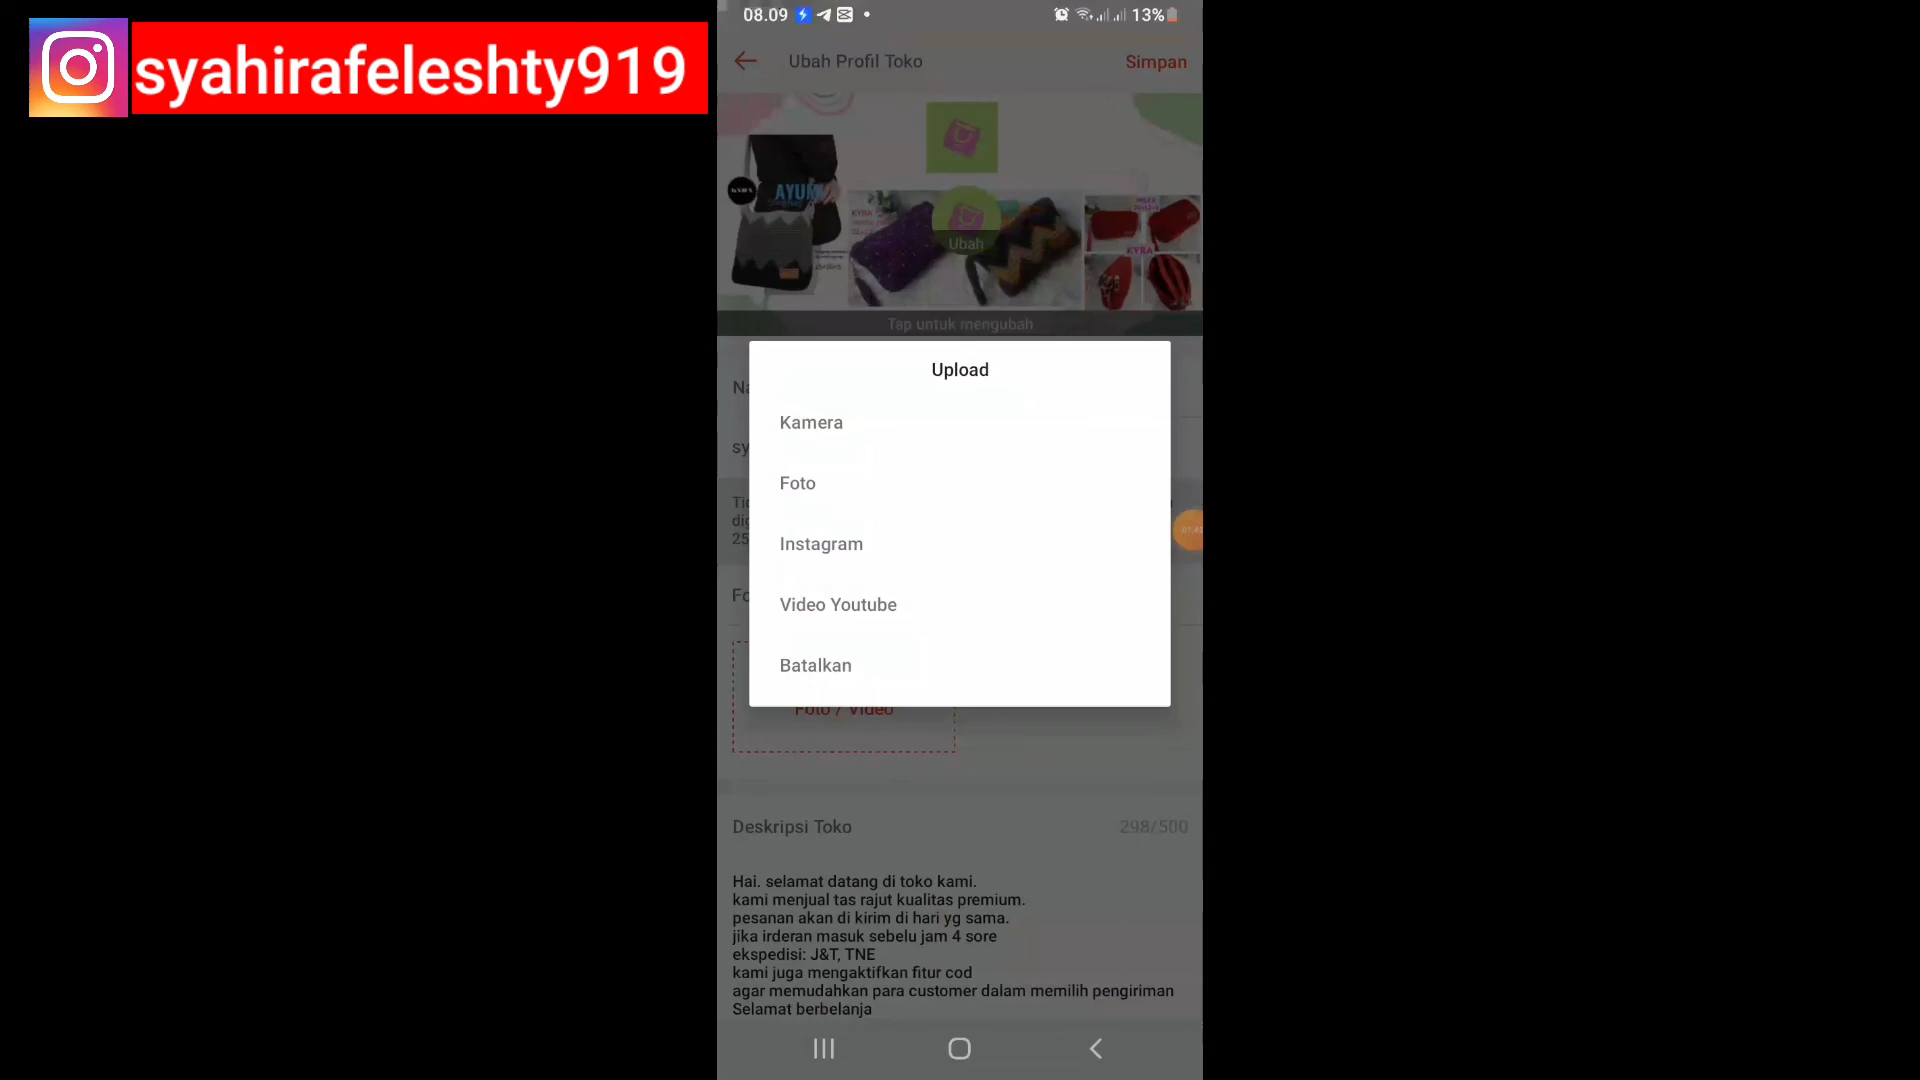 syahirafeleshty919
08.09
13%
Ubah Profil Toko
Simpan
AYUMI
KYRA
KYRA
Ubah
Tap untuk mengubah
Upload
Na
Kamera
sy
Foto
Instagram
25
Video Youtube
Batalkan
Foto / Video
Deskripsi Toko
298/500
Hai. selamat datang di toko kami.
kami menjual tas rajut kualitas premium.
pesanan akan di kirim di hari yg sama.
jika irderan masuk sebelu jam 4 sore
ekspedisi: J&T, TNE
kami juga mengaktifkan fitur cod
agar memudahkan para customer dalam memilih pengiriman
Selamat berbelanja